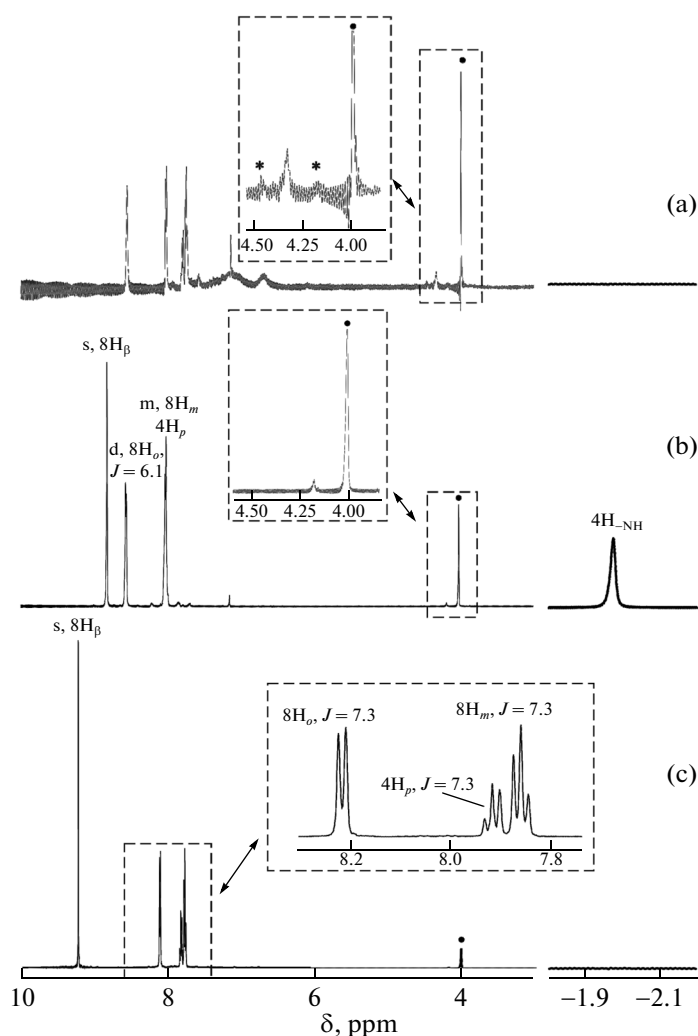 4.50 4.25 4.00
(a)
s, 8Hβ
m, 8Hm
4Hp
d, 8Ho,
J = 6.1
4.50 4.25 4.00
(b)
4H–NH
s, 8Hβ
8Ho, J = 7.3
8Hm, J = 7.3
4Hp, J = 7.3
8.2 8.0 7.8
(c)
10 8 6 4 −1.9 −2.1
δ, ppm